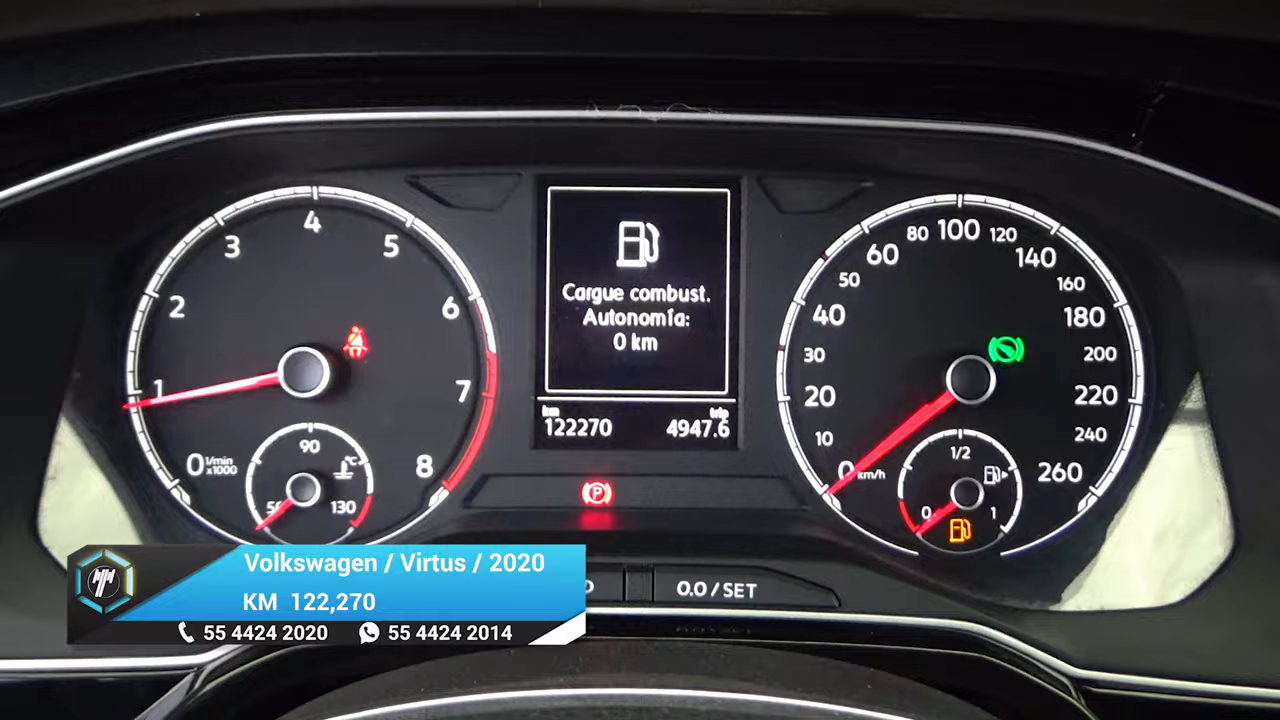 1
2
3
4
5
6
7
8
0 l/min x1000
90
°C
50
130
Cargue combust.
Autonomía:
0 km
km
trip
122270
4947.6
P
0
10
20
30
40
50
60
80
100
120
140
160
180
200
220
240
260
km/h
1/2
0
1
0.0 / SET
Volkswagen / Virtus / 2020
KM 122,270
55 4424 2020
55 4424 2014